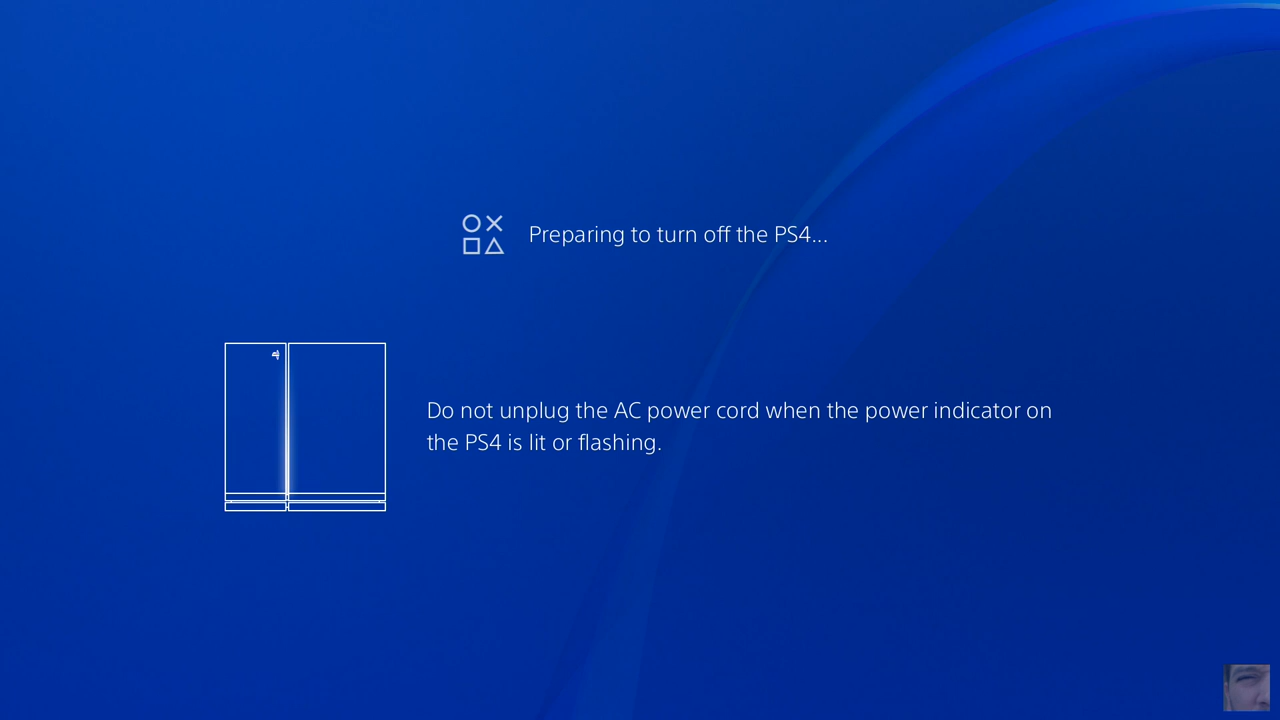 Preparing to turn off the PS4...
Do not unplug the AC power cord when the power indicator on
the PS4 is lit or flashing.